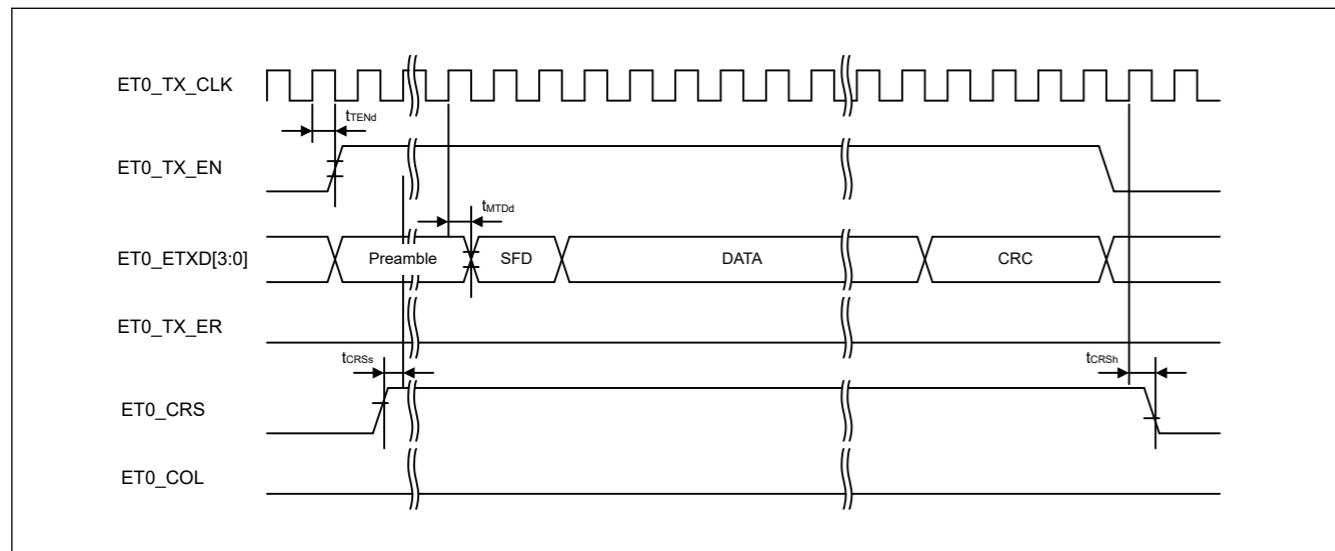 ET0_TX_CLK
tTENd
ET0_TX_EN
tMTDd
ET0_ETXD[3:0]
Preamble SFD DATA CRC
ET0_TX_ER
tCRSs tCRSh
ET0_CRS
ET0_COL